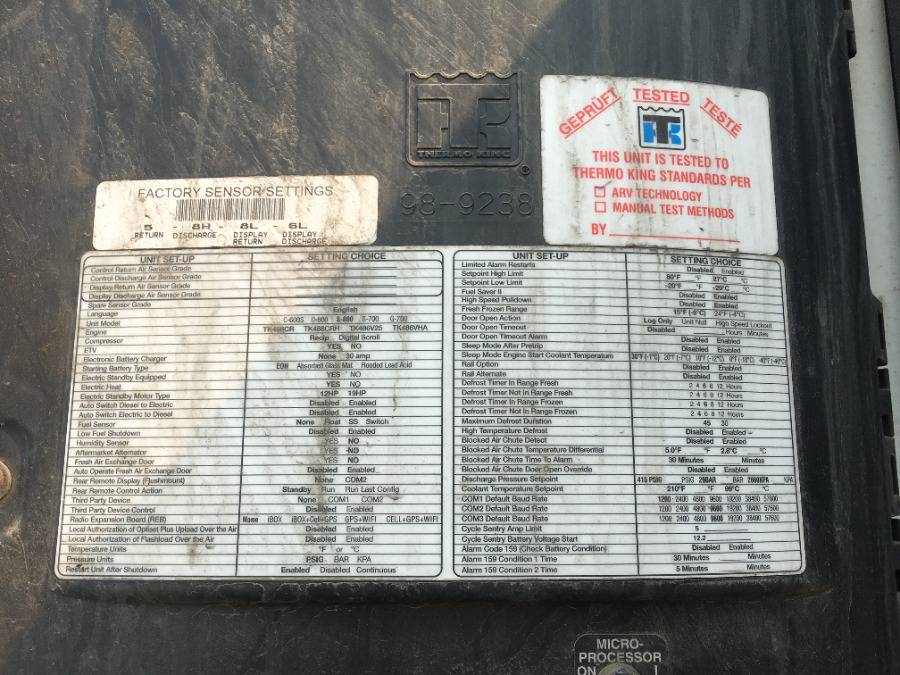 THERMO KING
®
98-9238
GEPRÜFT TESTED TESTÉ
THIS UNIT IS TESTED TO
THERMO KING STANDARDS PER
ARV TECHNOLOGY
MANUAL TEST METHODS
BY
FACTORY SENSOR SETTINGS
5 - 8H - 8L - 6L
RETURN DISCHARGE DISPLAY DISPLAY
RETURN DISCHARGE
UNIT SET-UP SETTING CHOICE
Control Return Air Sensor Grade
Control Discharge Air Sensor Grade
Display Return Air Sensor Grade
Display Discharge Air Sensor Grade
Spare Sensor Grade
Language English
Unit Model C-600S S-600 S-700 G-700
Engine TK486V25 TK486VHA
Compressor Recip Digital Scroll
ETV YES NO
Electronic Battery Charger None 30 amp
Starting Battery Type EON Absorbed Glass Mat Flooded Lead Acid
Electric Standby Equipped YES NO
Electric Heat YES NO
Electric Standby Motor Type 12HP 19HP
Auto Switch Diesel to Electric Disabled Enabled
Auto Switch Electric to Diesel Disabled Enabled
Fuel Sensor None Float SS Switch
Low Fuel Shutdown Disabled Enabled
Humidity Sensor YES NO
Aftermarket Alternator YES NO
Fresh Air Exchange Door YES NO
Auto Operate Fresh Air Exchange Door Disabled Enabled
Rear Remote Display (Flushmount) None COM2
Rear Remote Control Action Standby Run Run Last Config
Third Party Device None COM1 COM2
Third Party Device Control Disabled Enabled
Radio Expansion Board (REB) None iBOX iBOX+Cell+GPS GPS+WIFI CELL+GPS+WIFI
Local Authorization of Optiset Plus Upload Over the Air Disabled Enabled
Local Authorization of Flashload Over the Air Disabled Enabled
Temperature Units °F or °C
Pressure Units PSIG BAR KPA
Restart Unit After Shutdown Enabled Disabled Continuous
UNIT SET-UP SETTING CHOICE
Limited Alarm Restarts Disabled Enabled
Setpoint High Limit 80°F °F 27°C °C
Setpoint Low Limit -20°F °F -29°C °C
Fuel Saver II Disabled Enabled
High Speed Pulldown Disabled Enabled
Fresh Frozen Range 15°F (-9°C) 24°F (-4°C)
Door Open Action Log Only Unit Null High Speed Lockout
Door Open Timeout Disabled Hours Minutes
Door Open Timeout Alarm Disabled Enabled
Sleep Mode After Pretrip Disabled Enabled
Sleep Mode Engine Start Coolant Temperature 30°F (-1°C) 20°F (-7°C) 10°F (-12°C) 0°F (-18°C) -40°F (-40°C)
Rail Option Disabled Enabled
Rail Alternate Disabled Enabled
Defrost Timer In Range Fresh 2 4 6 8 12 Hours
Defrost Timer Not In Range Fresh 2 4 6 8 12 Hours
Defrost Timer In Range Frozen 2 4 6 8 12 Hours
Defrost Timer Not In Range Frozen 2 4 6 8 12 Hours
Maximum Defrost Duration 45 30
High Temperature Defrost Disabled Enabled
Blocked Air Chute Detect Disabled Enabled
Blocked Air Chute Temperature Differential 5.0°F °F 2.8°C °C
Blocked Air Chute Time To Alarm 30 Minutes Minutes
Blocked Air Chute Door Open Override Disabled Enabled
Discharge Pressure Setpoint 415 PSIG PSIG BAR KPA
Coolant Temperature Setpoint 210°F °F 99°C °C
COM1 Default Baud Rate 1200 2400 4800 9600 19200 38400 57600
COM2 Default Baud Rate 1200 2400 4800 9600 19200 38400 57600
COM3 Default Baud Rate 1200 2400 4800 9600 19200 38400 57600
Cycle Sentry Amp Limit 5
Cycle Sentry Battery Voltage Start 12.2
Alarm Code 159 (Check Battery Condition) Disabled Enabled
Alarm 159 Condition 1 Time 30 Minutes Minutes
Alarm 159 Condition 2 Time 5 Minutes Minutes
MICRO-
PROCESSOR
ON